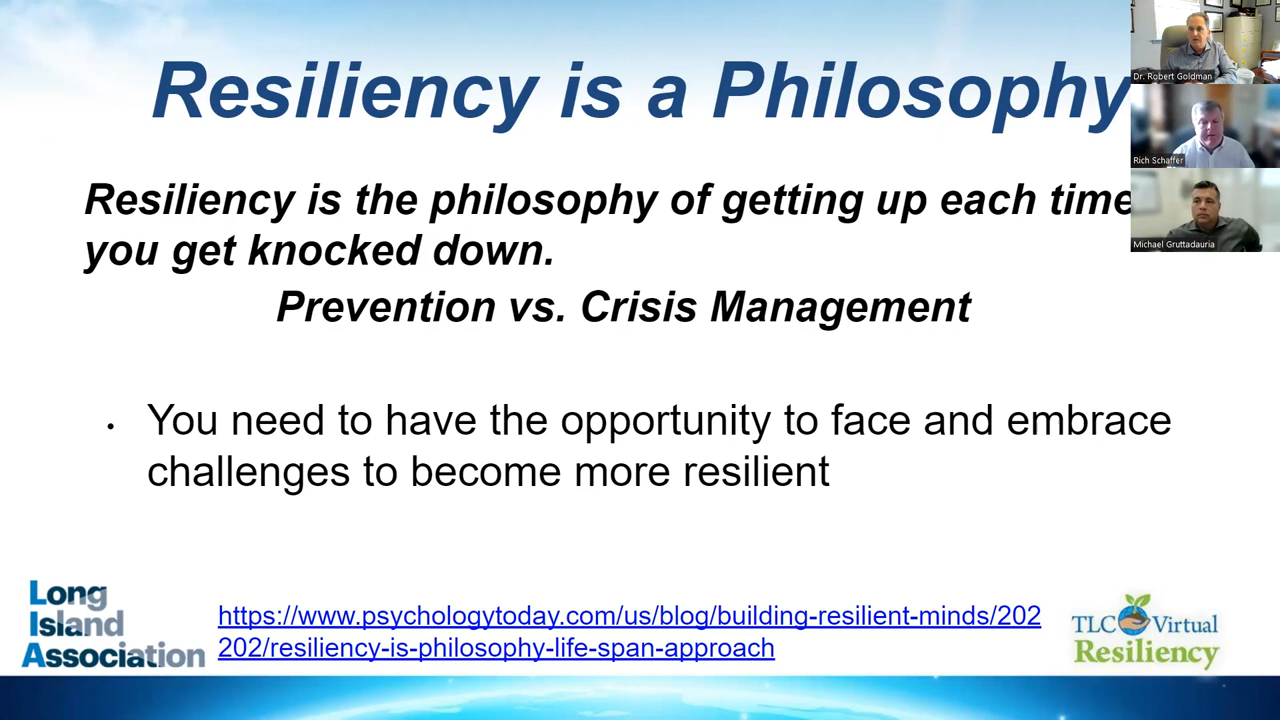 Resiliency is a Philosophy
Dr. Robert Goldman
Rich Schaffer
Michael Gruttadauria
Resiliency is the philosophy of getting up each time
you get knocked down.
Prevention vs. Crisis Management
• You need to have the opportunity to face and embrace
challenges to become more resilient
Long
Island
Association
https://www.psychologytoday.com/us/blog/building-resilient-minds/202
202/resiliency-is-philosophy-life-span-approach
TLC Virtual
Resiliency